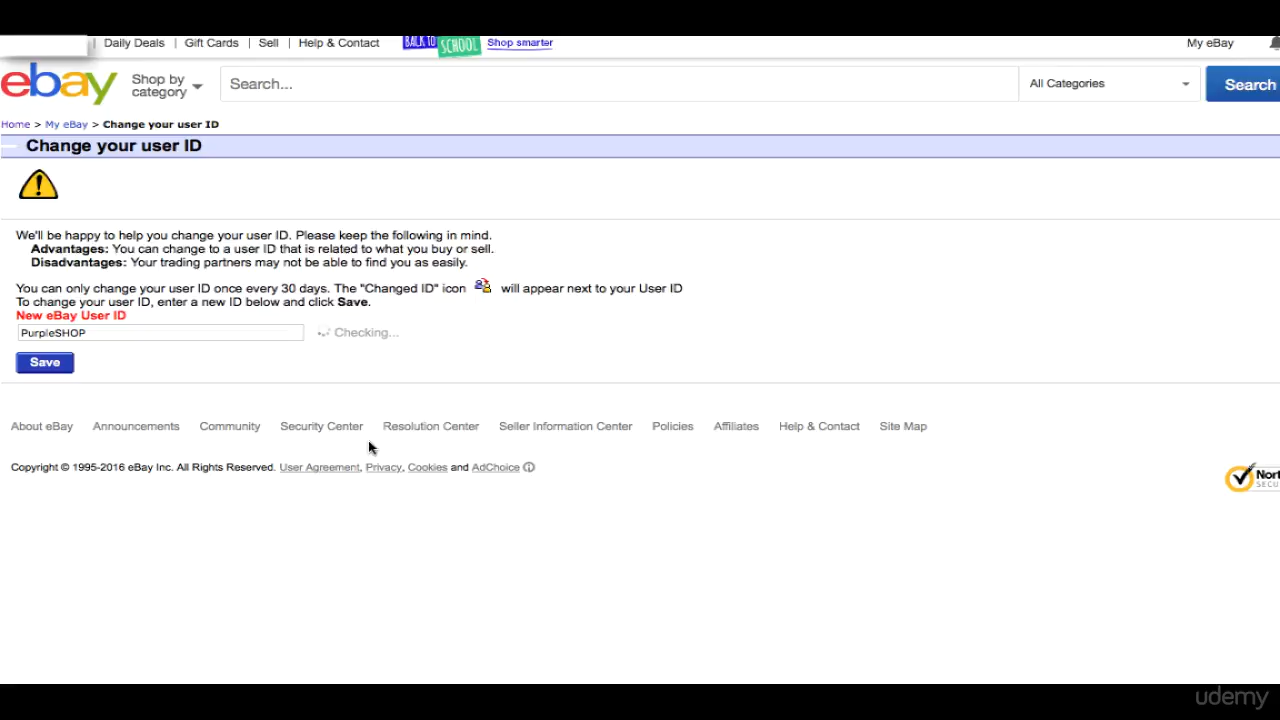 Daily Deals | Gift Cards | Sell | Help & Contact BACK TO SCHOOL Shop smarter My eBay
ebay Shop by category Search... All Categories Search
Home > My eBay > Change your user ID
Change your user ID
We'll be happy to help you change your user ID. Please keep the following in mind.
Advantages: You can change to a user ID that is related to what you buy or sell.
Disadvantages: Your trading partners may not be able to find you as easily.
You can only change your user ID once every 30 days. The "Changed ID" icon will appear next to your User ID
To change your user ID, enter a new ID below and click Save.
New eBay User ID
PurpleSHOP Checking...
Save
About eBay Announcements Community Security Center Resolution Center Seller Information Center Policies Affiliates Help & Contact Site Map
Copyright © 1995-2016 eBay Inc. All Rights Reserved. User Agreement, Privacy, Cookies and AdChoice
Nort
SECU
udemy